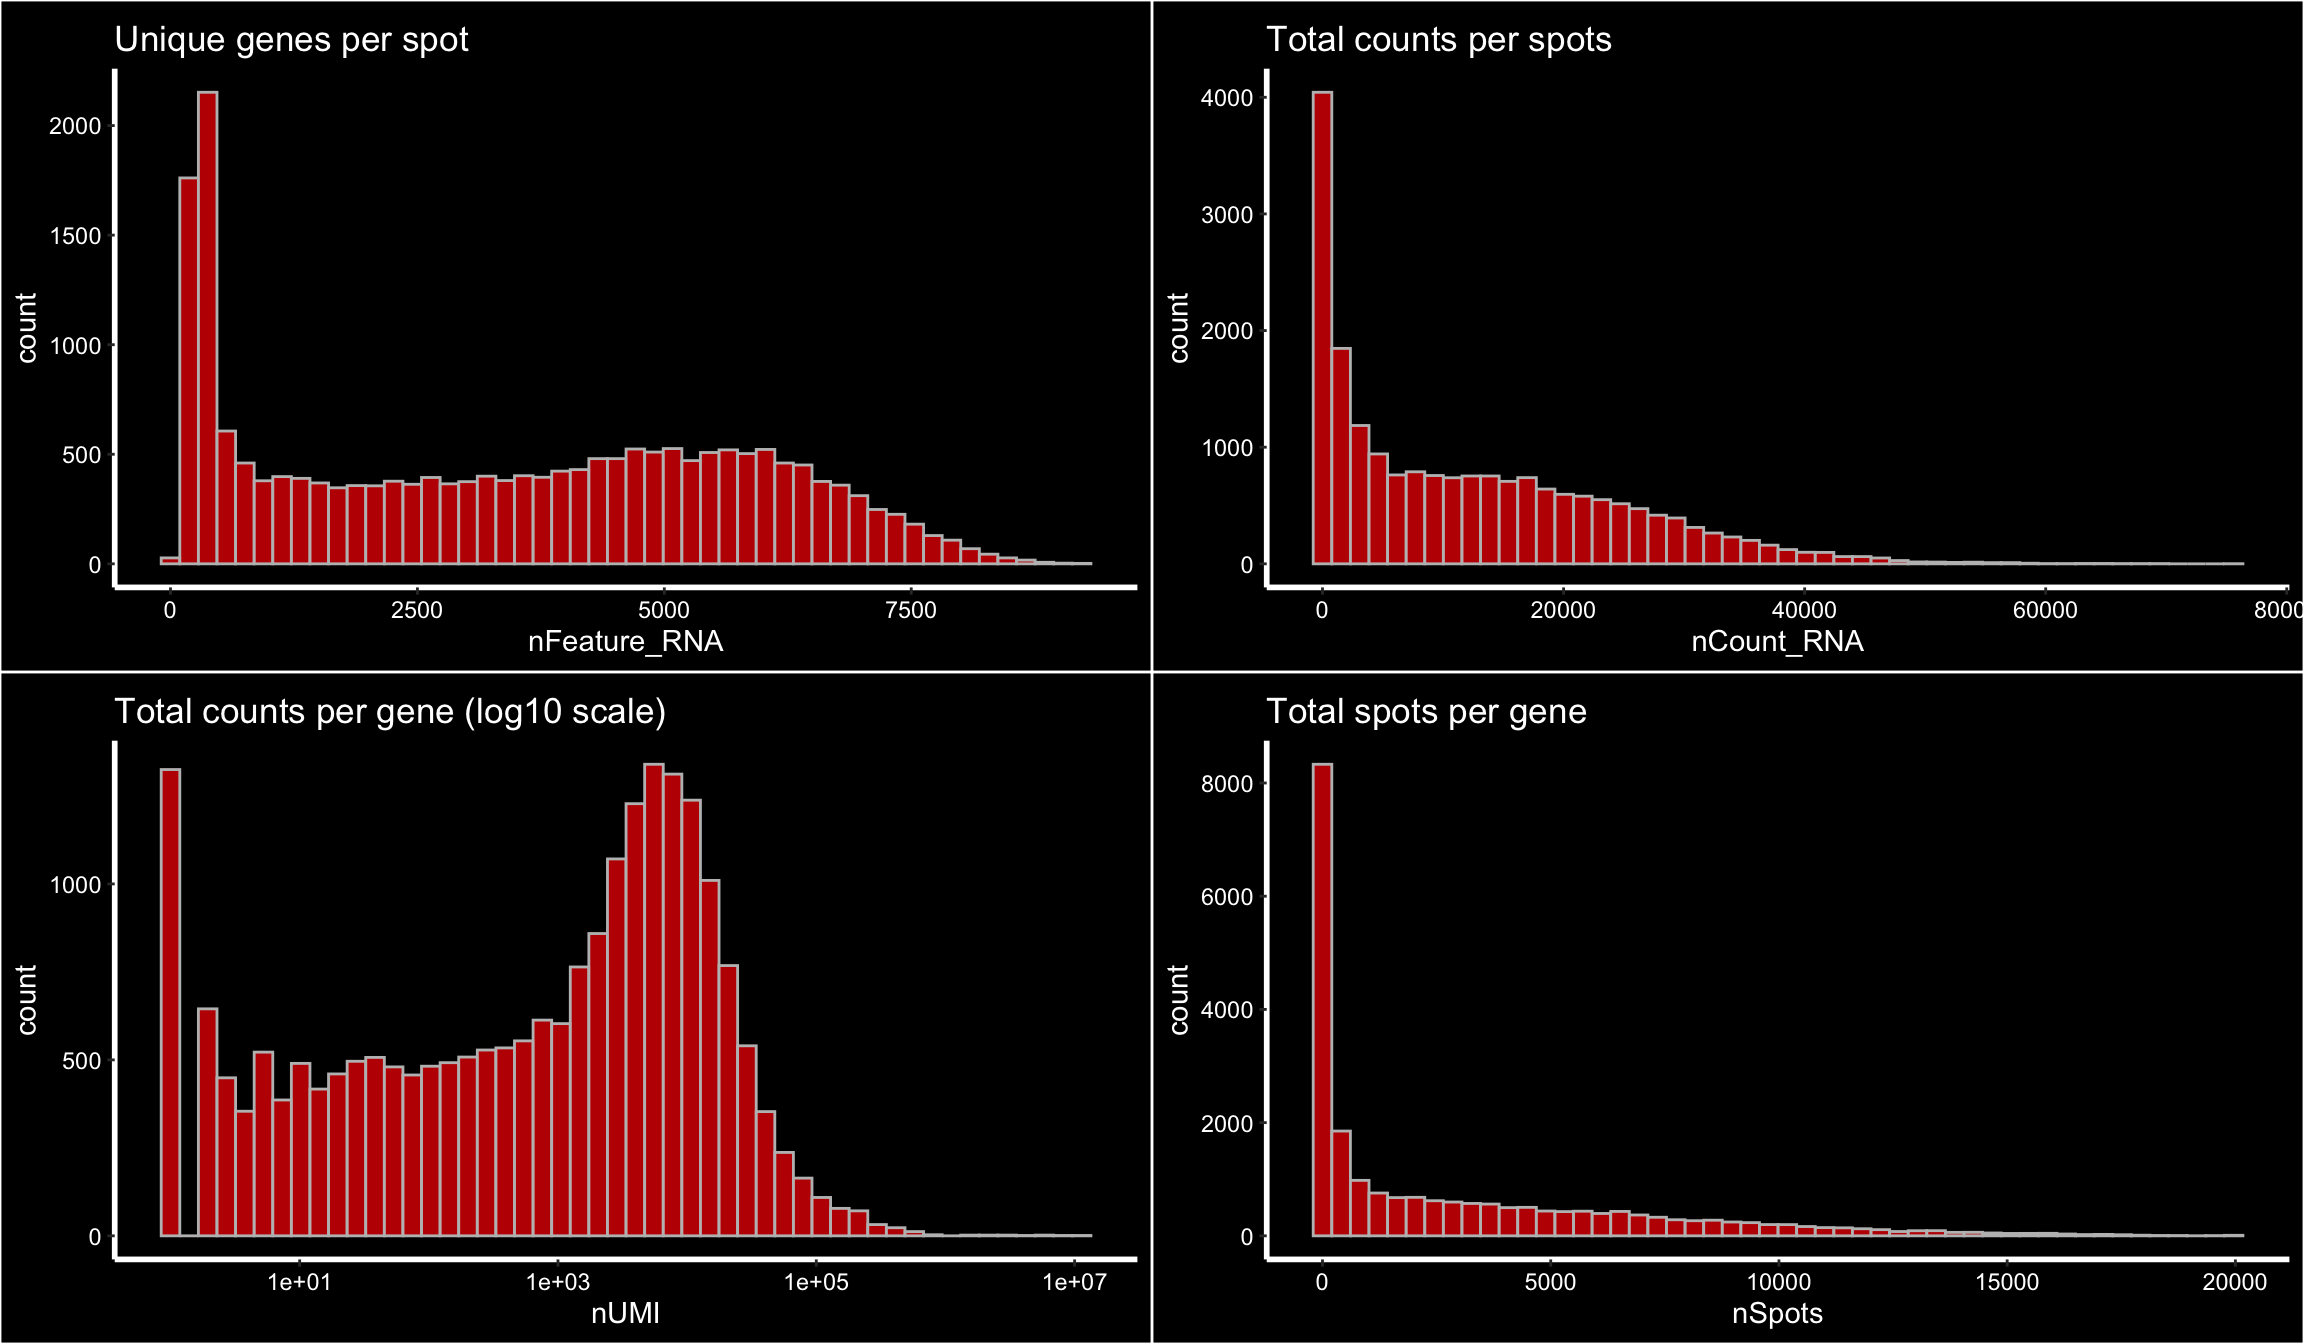 Unique genes per spot
2000
1500
1000
500
0
count
0 2500 5000 7500
nFeature_RNA
Total counts per spots
4000
3000
2000
1000
0
count
0 20000 40000 60000 8000
nCount_RNA
Total counts per gene (log10 scale)
1000
500
0
count
1e+01 1e+03 1e+05 1e+07
nUMI
Total spots per gene
8000
6000
4000
2000
0
count
0 5000 10000 15000 20000
nSpots